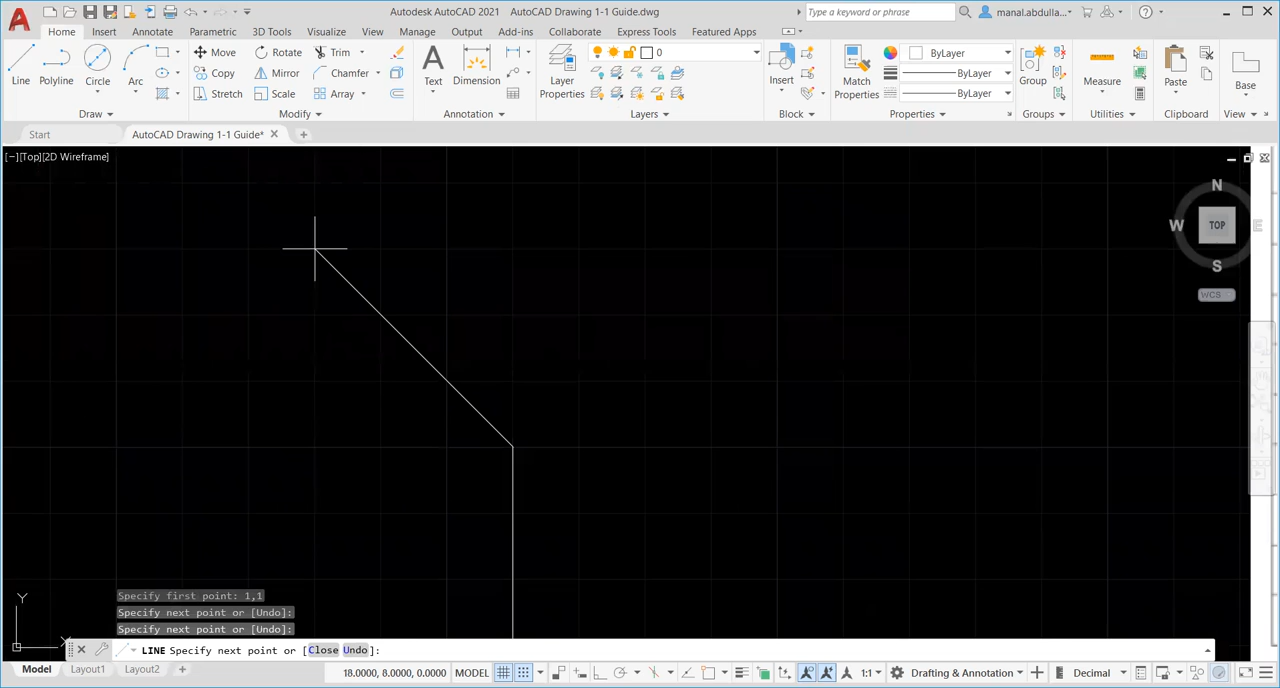 Autodesk AutoCAD 2021 AutoCAD Drawing 1-1 Guide.dwg
Type a keyword or phrase
manal.abdulla...
Home Insert Annotate Parametric 3D Tools Visualize View Manage Output Add-ins Collaborate Express Tools Featured Apps
Line Polyline Circle Arc
Move Rotate Trim
Copy Mirror Chamfer
Stretch Scale Array
Text Dimension
Layer Properties
0
Insert
Match Properties
ByLayer
ByLayer
ByLayer
Group Measure Paste Base
Draw Modify Annotation Layers Block Properties Groups Utilities Clipboard View
Start AutoCAD Drawing 1-1 Guide*
[−][Top][2D Wireframe]
N
W TOP E
S
WCS
Y
X
Specify first point: 1,1
Specify next point or [Undo]:
Specify next point or [Undo]:
LINE Specify next point or [Close Undo]:
Model Layout1 Layout2
18.0000, 8.0000, 0.0000 MODEL 1:1 Drafting & Annotation Decimal